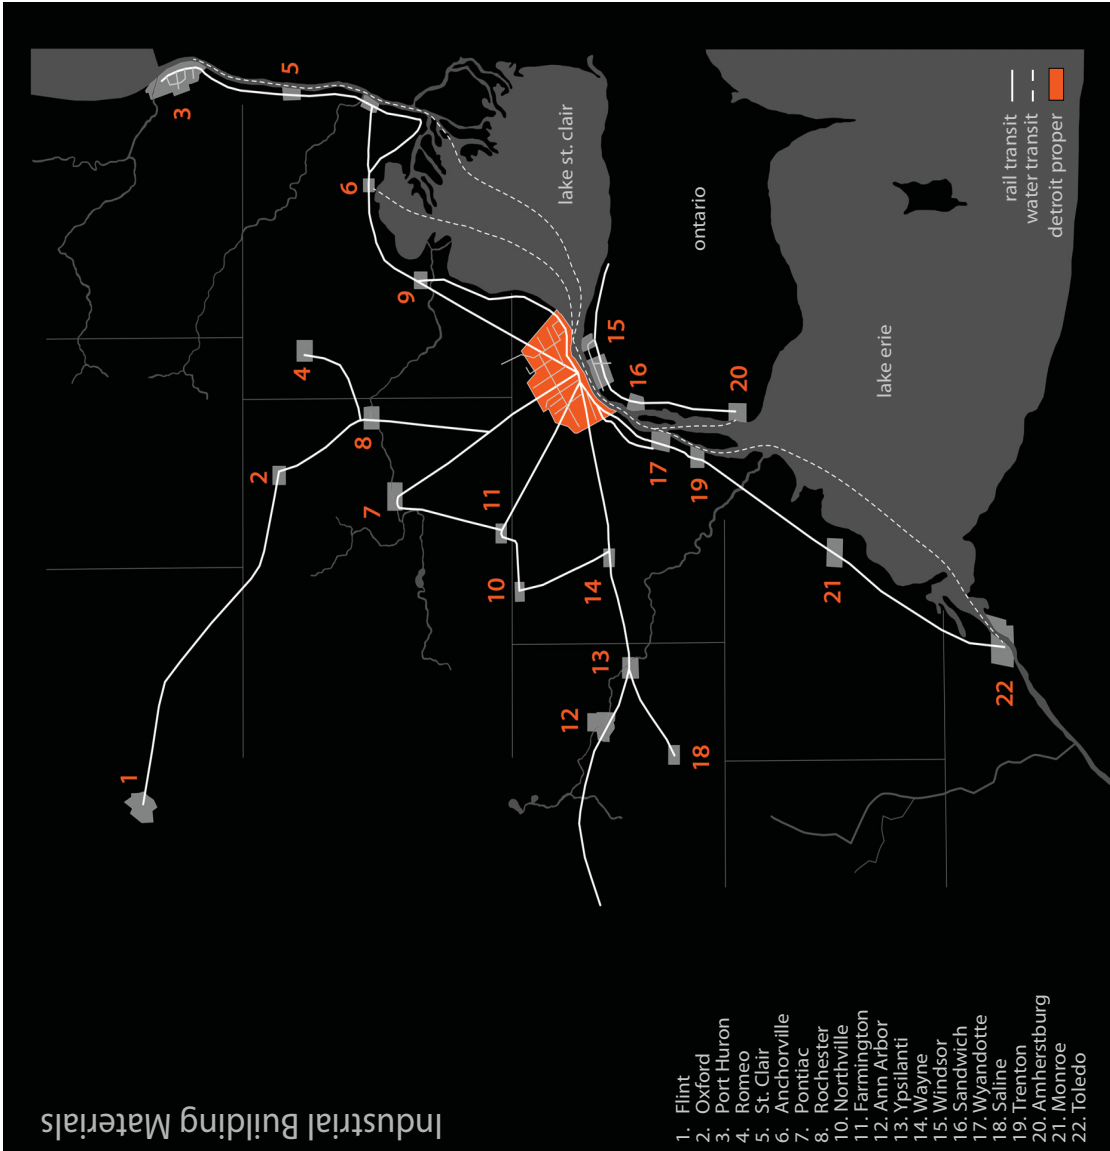 Industrial Building Materials
1. Flint
2. Oxford
3. Port Huron
4. Romeo
5. St. Clair
6. Anchorville
7. Pontiac
8. Rochester
10. Northville
11. Farmington
12. Ann Arbor
13. Ypsilanti
14. Wayne
15. Windsor
16. Sandwich
17. Wyandotte
18. Saline
19. Trenton
20. Amherstburg
21. Monroe
22. Toledo
1
2
3
4
5
6
7
8
9
10
11
12
13
14
15
16
17
18
19
20
21
22
lake st. clair
ontario
lake erie
rail transit
water transit
detroit proper